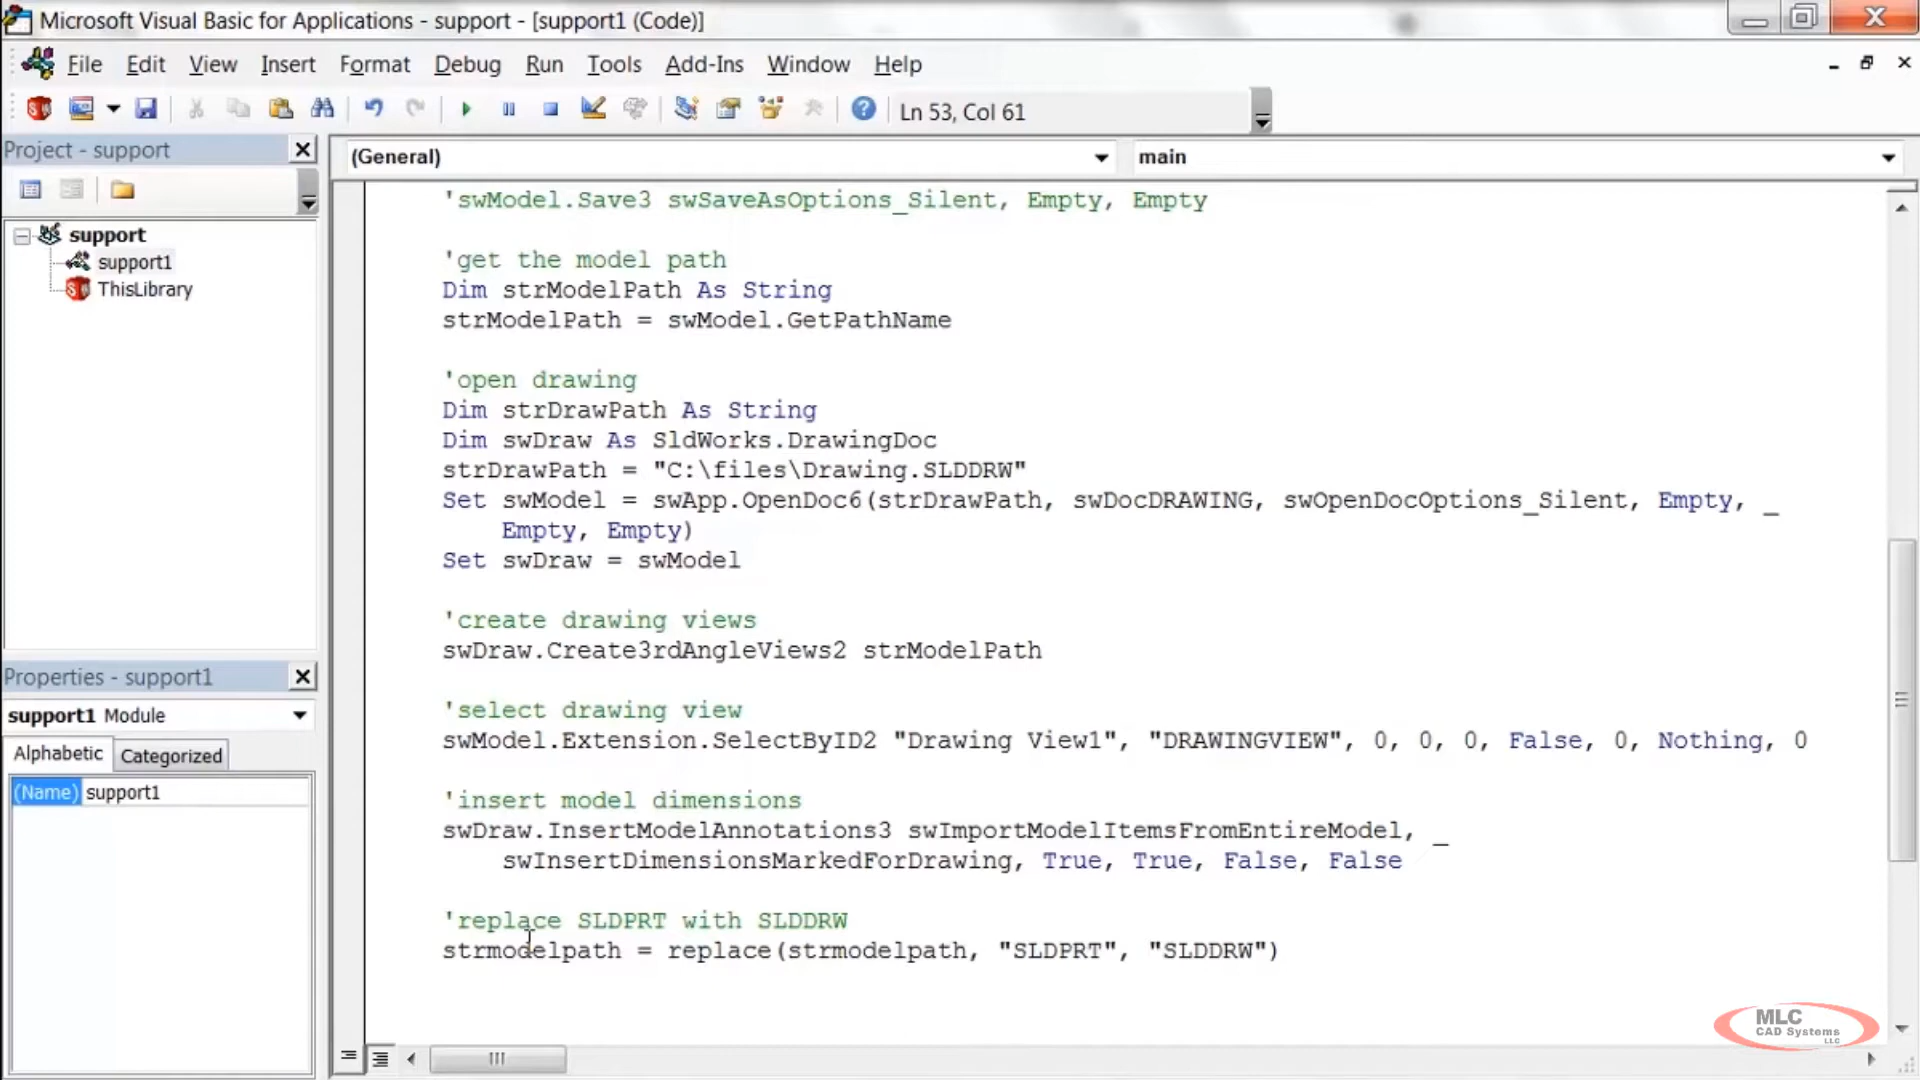 Microsoft Visual Basic for Applications - support - [support1 (Code)]
File Edit View Insert Format Debug Run Tools Add-Ins Window Help
Ln 53, Col 61
Project - support
support
support1
ThisLibrary
Properties - support1
support1 Module
Alphabetic Categorized
(Name) support1
(General) main
'swModel.Save3 swSaveAsOptions_Silent, Empty, Empty
'get the model path
Dim strModelPath As String
strModelPath = swModel.GetPathName
'open drawing
Dim strDrawPath As String
Dim swDraw As SldWorks.DrawingDoc
strDrawPath = "C:\files\Drawing.SLDDRW"
Set swModel = swApp.OpenDoc6(strDrawPath, swDocDRAWING, swOpenDocOptions_Silent, Empty, _
Empty, Empty)
Set swDraw = swModel
'create drawing views
swDraw.Create3rdAngleViews2 strModelPath
'select drawing view
swModel.Extension.SelectByID2 "Drawing View1", "DRAWINGVIEW", 0, 0, 0, False, 0, Nothing, 0
'insert model dimensions
swDraw.InsertModelAnnotations3 swImportModelItemsFromEntireModel, _
swInsertDimensionsMarkedForDrawing, True, True, False, False
'replace SLDPRT with SLDDRW
strmodelpath = replace(strmodelpath, "SLDPRT", "SLDDRW")
MLC
CAD Systems
LLC